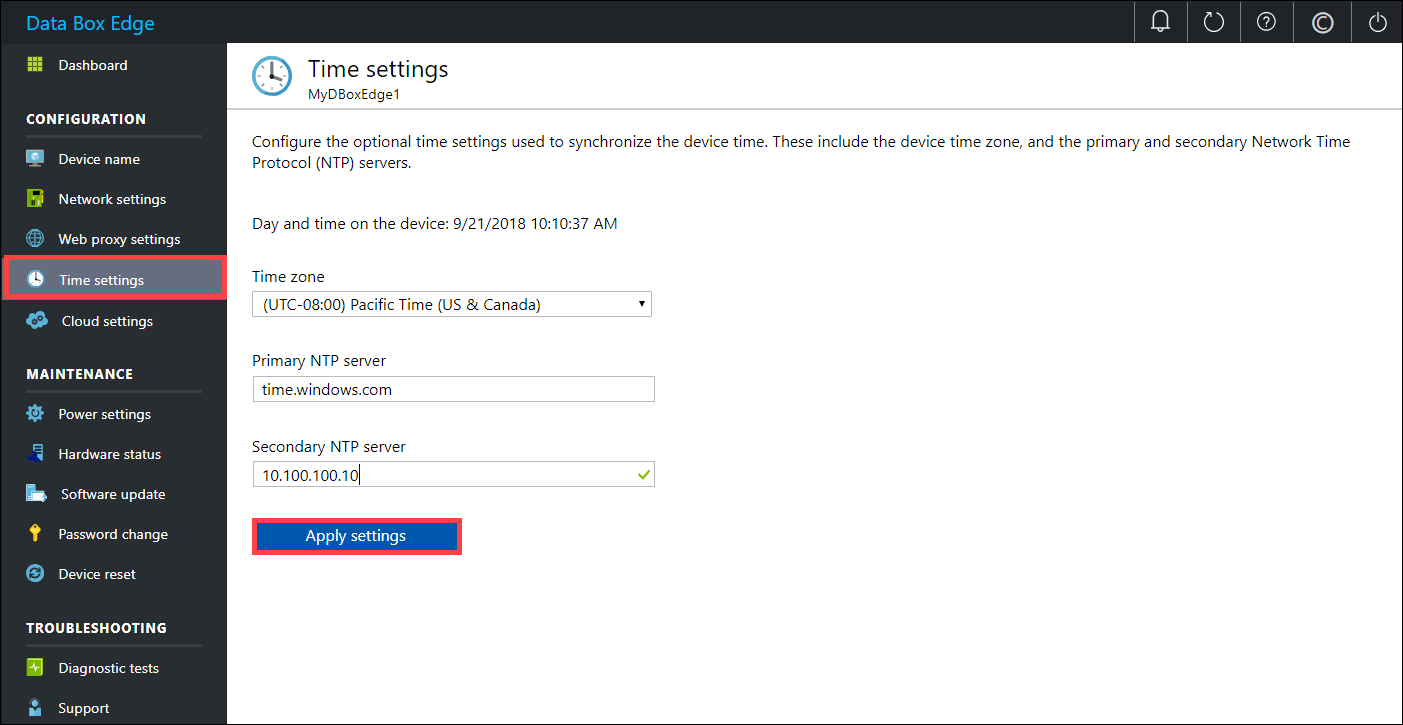 Data Box Edge
Dashboard
CONFIGURATION
Device name
Network settings
Web proxy settings
Time settings
Cloud settings
MAINTENANCE
Power settings
Hardware status
Software update
Password change
Device reset
TROUBLESHOOTING
Diagnostic tests
Support
Time settings
MyDBoxEdge1
Configure the optional time settings used to synchronize the device time. These include the device time zone, and the primary and secondary Network Time
Protocol (NTP) servers.
Day and time on the device: 9/21/2018 10:10:37 AM
Time zone
(UTC-08:00) Pacific Time (US & Canada)
Primary NTP server
time.windows.com
Secondary NTP server
10.100.100.10
Apply settings